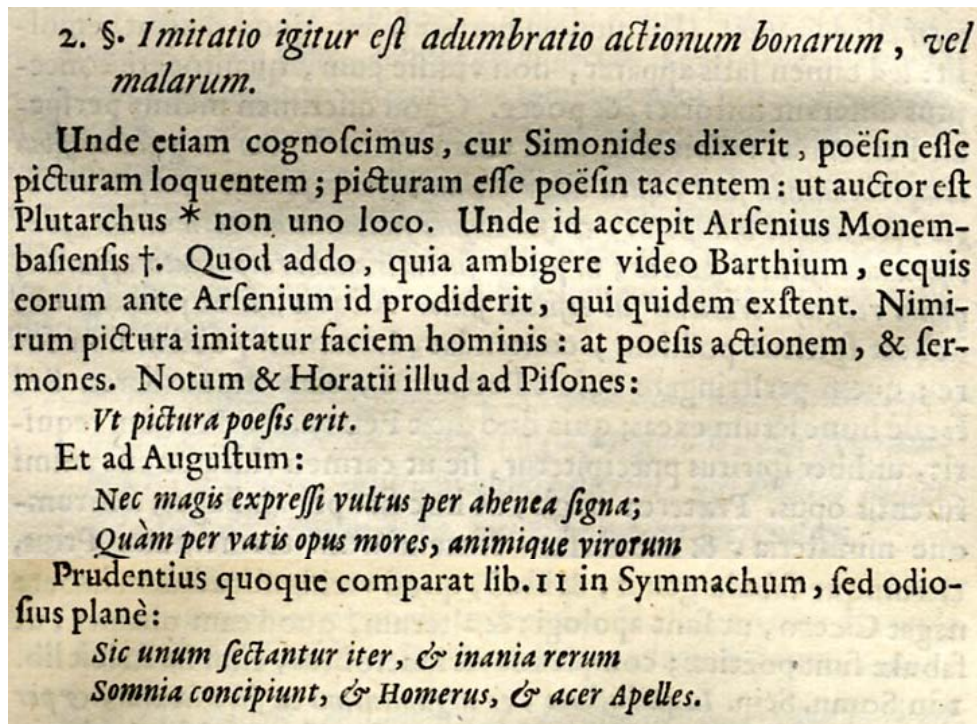 2. §. Imitatio igitur eſt adumbratio actionum bonarum, vel
malarum.
Unde etiam cognoſcimus, cur Simonides dixerit, poëſin eſſe
picturam loquentem; picturam eſſe poëſin tacentem: ut auctor eſt
Plutarchus * non uno loco. Unde id accepit Arſenius Monem-
baſienſis †. Quod addo, quia ambigere video Barthium, ecquis
eorum ante Arſenium id prodiderit, qui quidem exſtent. Nimi-
rum pictura imitatur faciem hominis: at poeſis actionem, & ſer-
mones. Notum & Horatii illud ad Piſones:
Vt pictura poeſis erit.
Et ad Auguſtum:
Nec magis expreſſi vultus per ahenea ſigna;
Quàm per vatis opus mores, animique virorum
Prudentius quoque comparat lib. 11 in Symmachum, ſed odio-
ſius planè:
Sic unum ſectantur iter, & inania rerum
Somnia concipiunt, & Homerus, & acer Apelles.